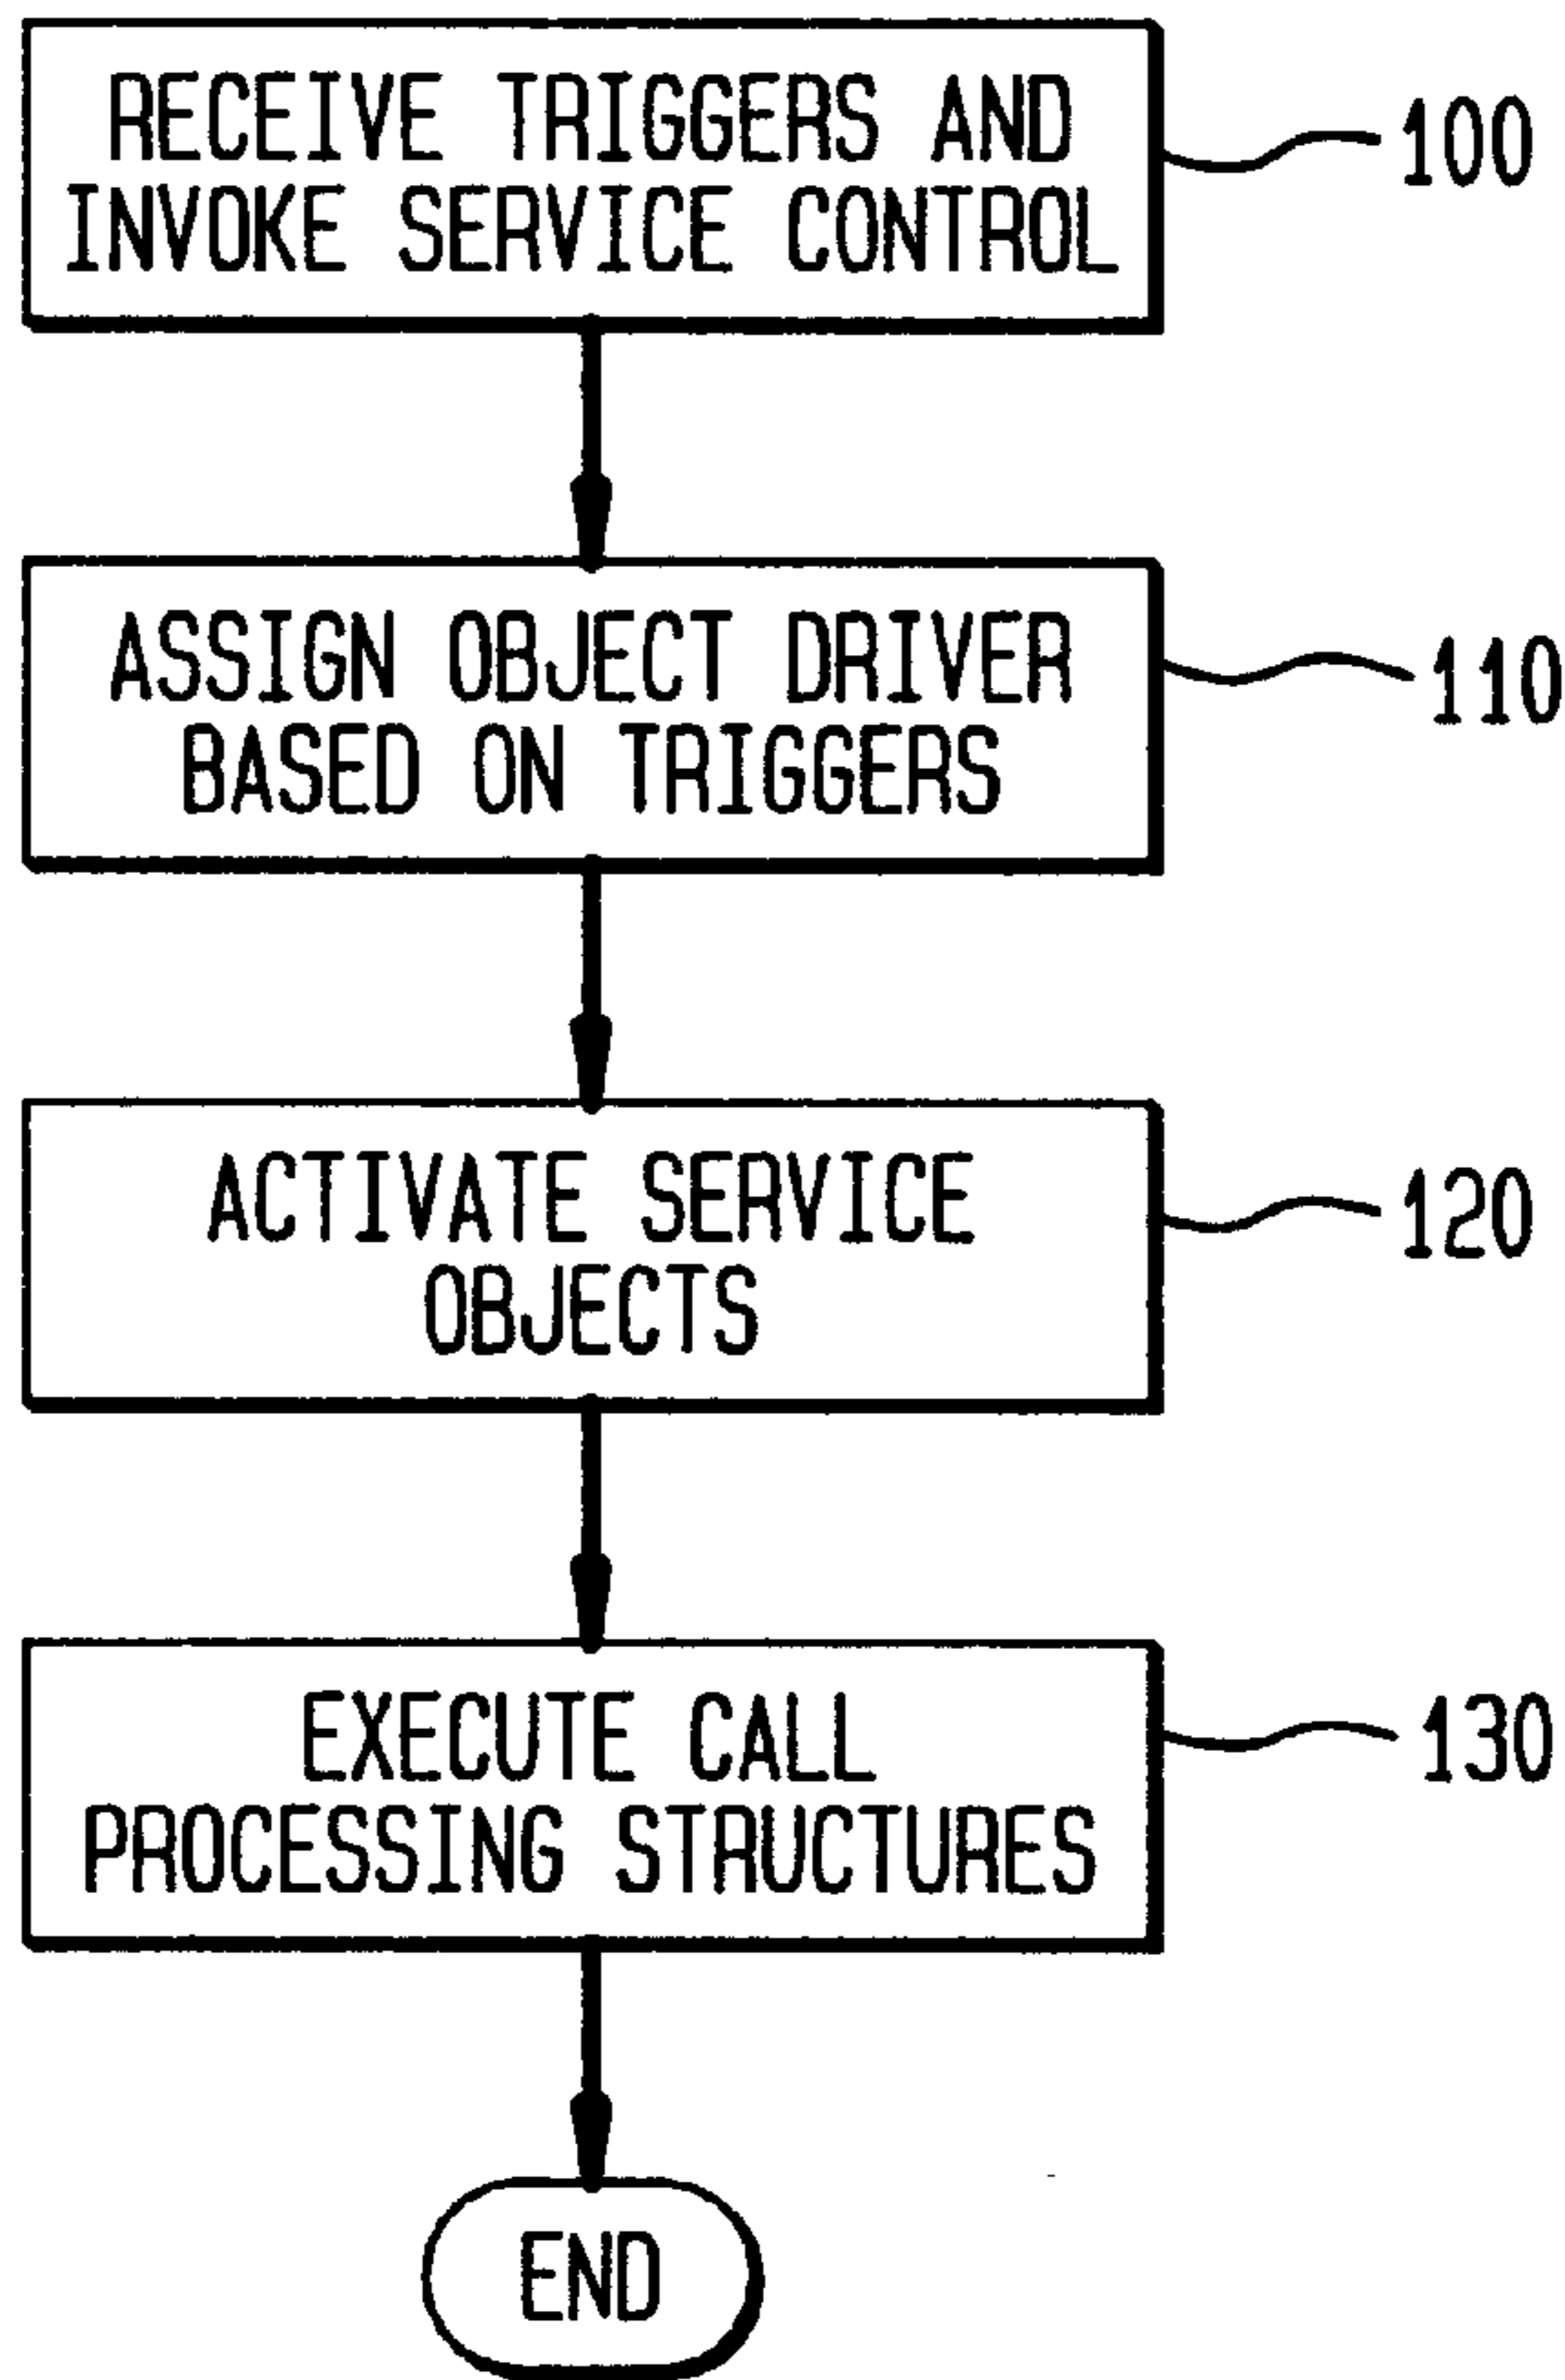 RECEIVE TRIGGERS AND
INVOKE SERVICE CONTROL
100
ASSIGN OBJECT DRIVER
BASED ON TRIGGERS
110
ACTIVATE SERVICE
OBJECTS
120
EXECUTE CALL
PROCESSING STRUCTURES
130
END